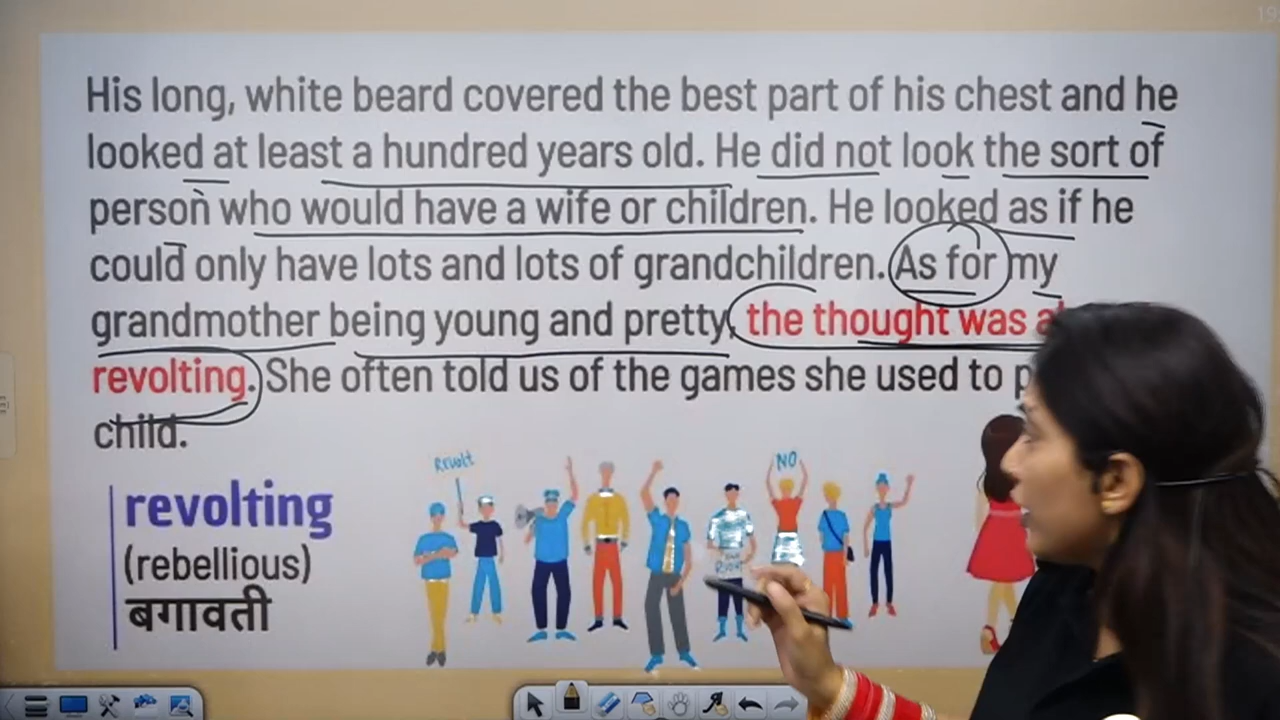 His long, white beard covered the best part of his chest and he
looked at least a hundred years old. He did not look the sort of
person who would have a wife or children. He looked as if he
could only have lots and lots of grandchildren. As for my
grandmother being young and pretty, the thought was
revolting. She often told us of the games she used to
child.
REVOLT
NO
revolting
(rebellious)
बगावती